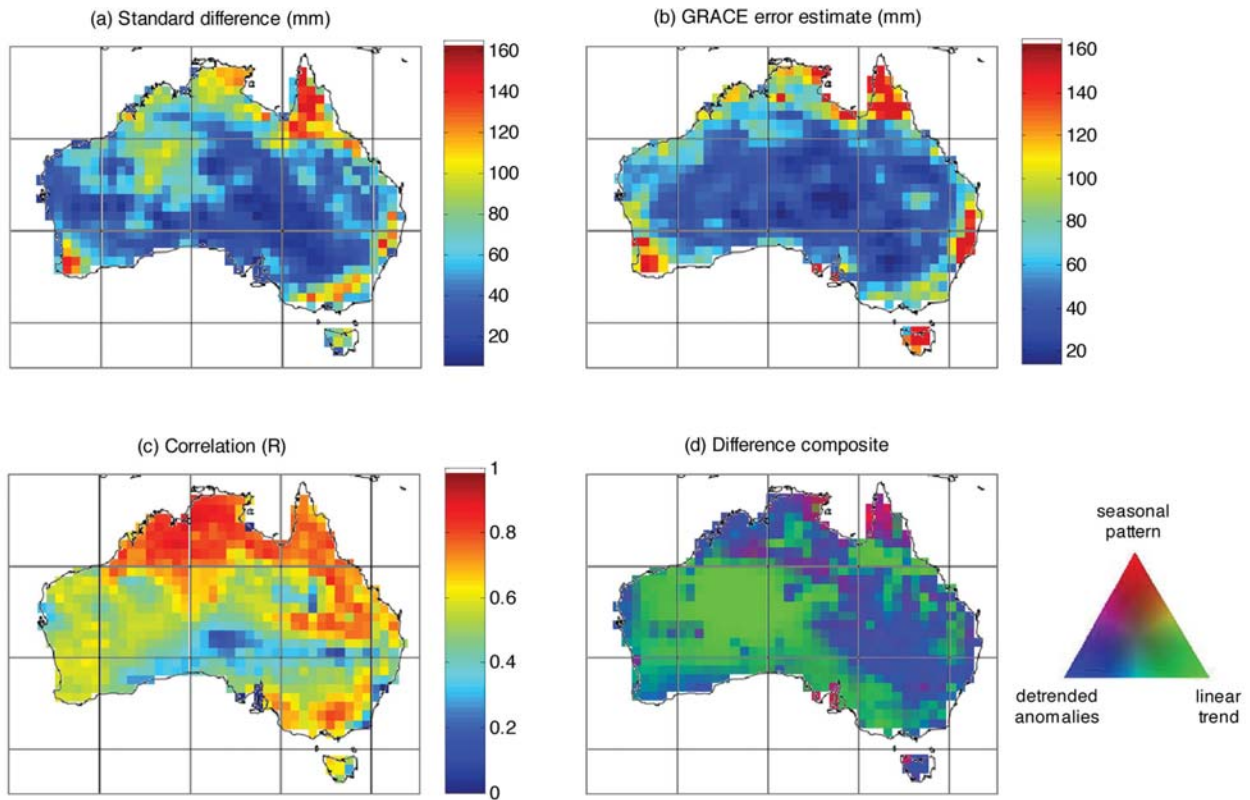 (a) Standard difference (mm)
160
140
120
100
80
60
40
20
(b) GRACE error estimate (mm)
160
140
120
100
80
60
40
20
(c) Correlation (R)
1
0.8
0.6
0.4
0.2
0
(d) Difference composite
seasonal
pattern
detrended
anomalies
linear
trend